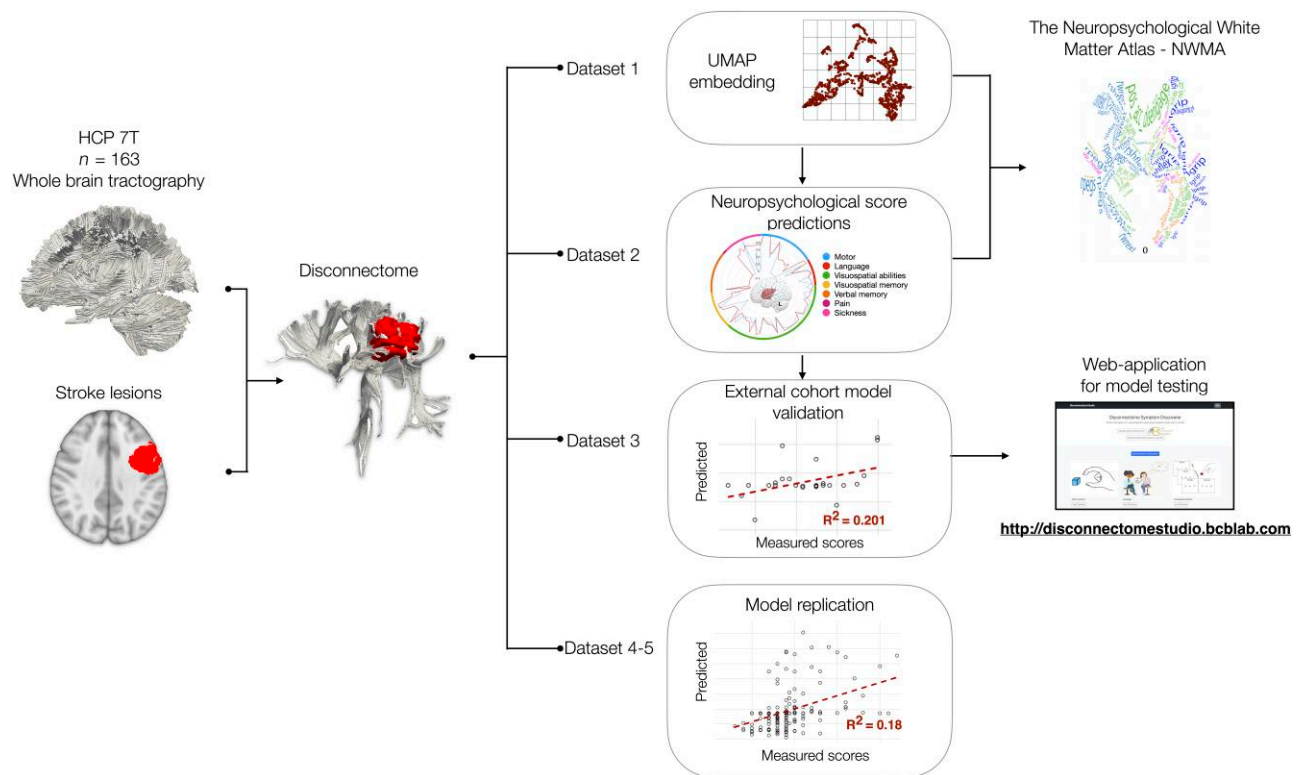 HCP 7T
n = 163
Whole brain tractography
Stroke lesions
Disconnectome
Dataset 1
Dataset 2
Dataset 3
Dataset 4-5
UMAP
embedding
Neuropsychological score
predictions
Motor
Language
Visuospatial abilities
Visuospatial memory
Verbal memory
Pain
Sickness
L
External cohort model
validation
Predicted
R² = 0.201
Measured scores
Model replication
Predicted
R² = 0.18
Measured scores
The Neuropsychological White
Matter Atlas - NWMA
0
Web-application
for model testing
http://disconnectomestudio.bcblab.com